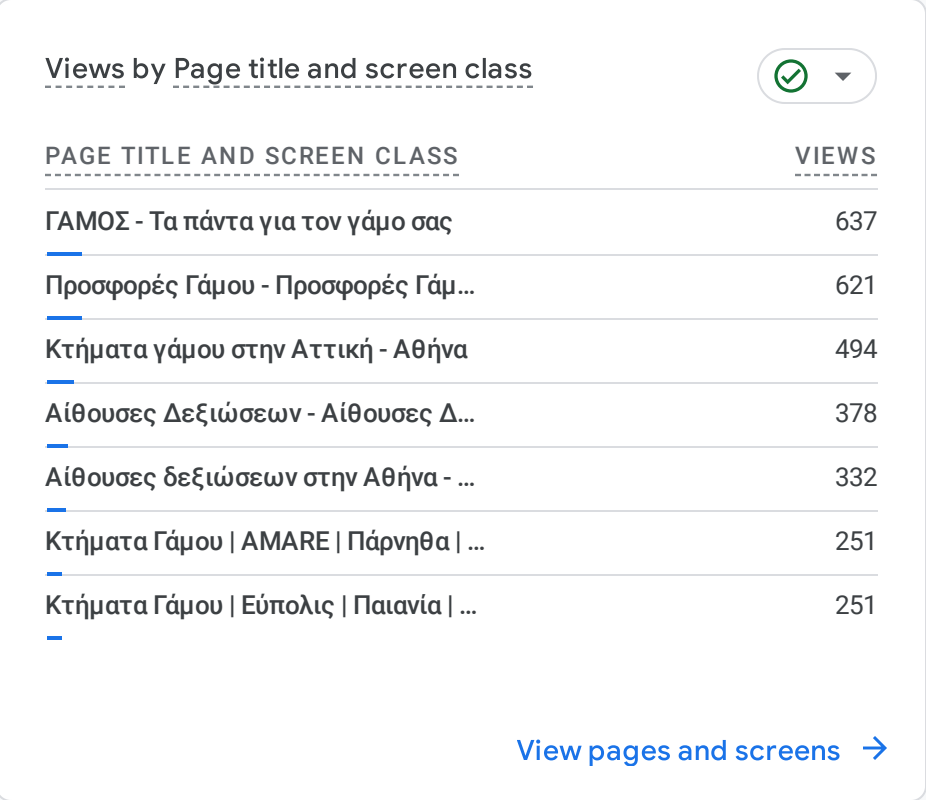 Views by Page title and screen class
PAGE TITLE AND SCREEN CLASS VIEWS
ΓΑΜΟΣ - Τα πάντα για τον γάμο σας 637
Προσφορές Γάμου - Προσφορές Γάμ... 621
Κτήματα γάμου στην Αττική - Αθήνα 494
Αίθουσες Δεξιώσεων - Αίθουσες Δ... 378
Αίθουσες δεξιώσεων στην Αθήνα - ... 332
Κτήματα Γάμου | AMARE | Πάρνηθα | ... 251
Κτήματα Γάμου | Εύπολις | Παιανία | ... 251
View pages and screens